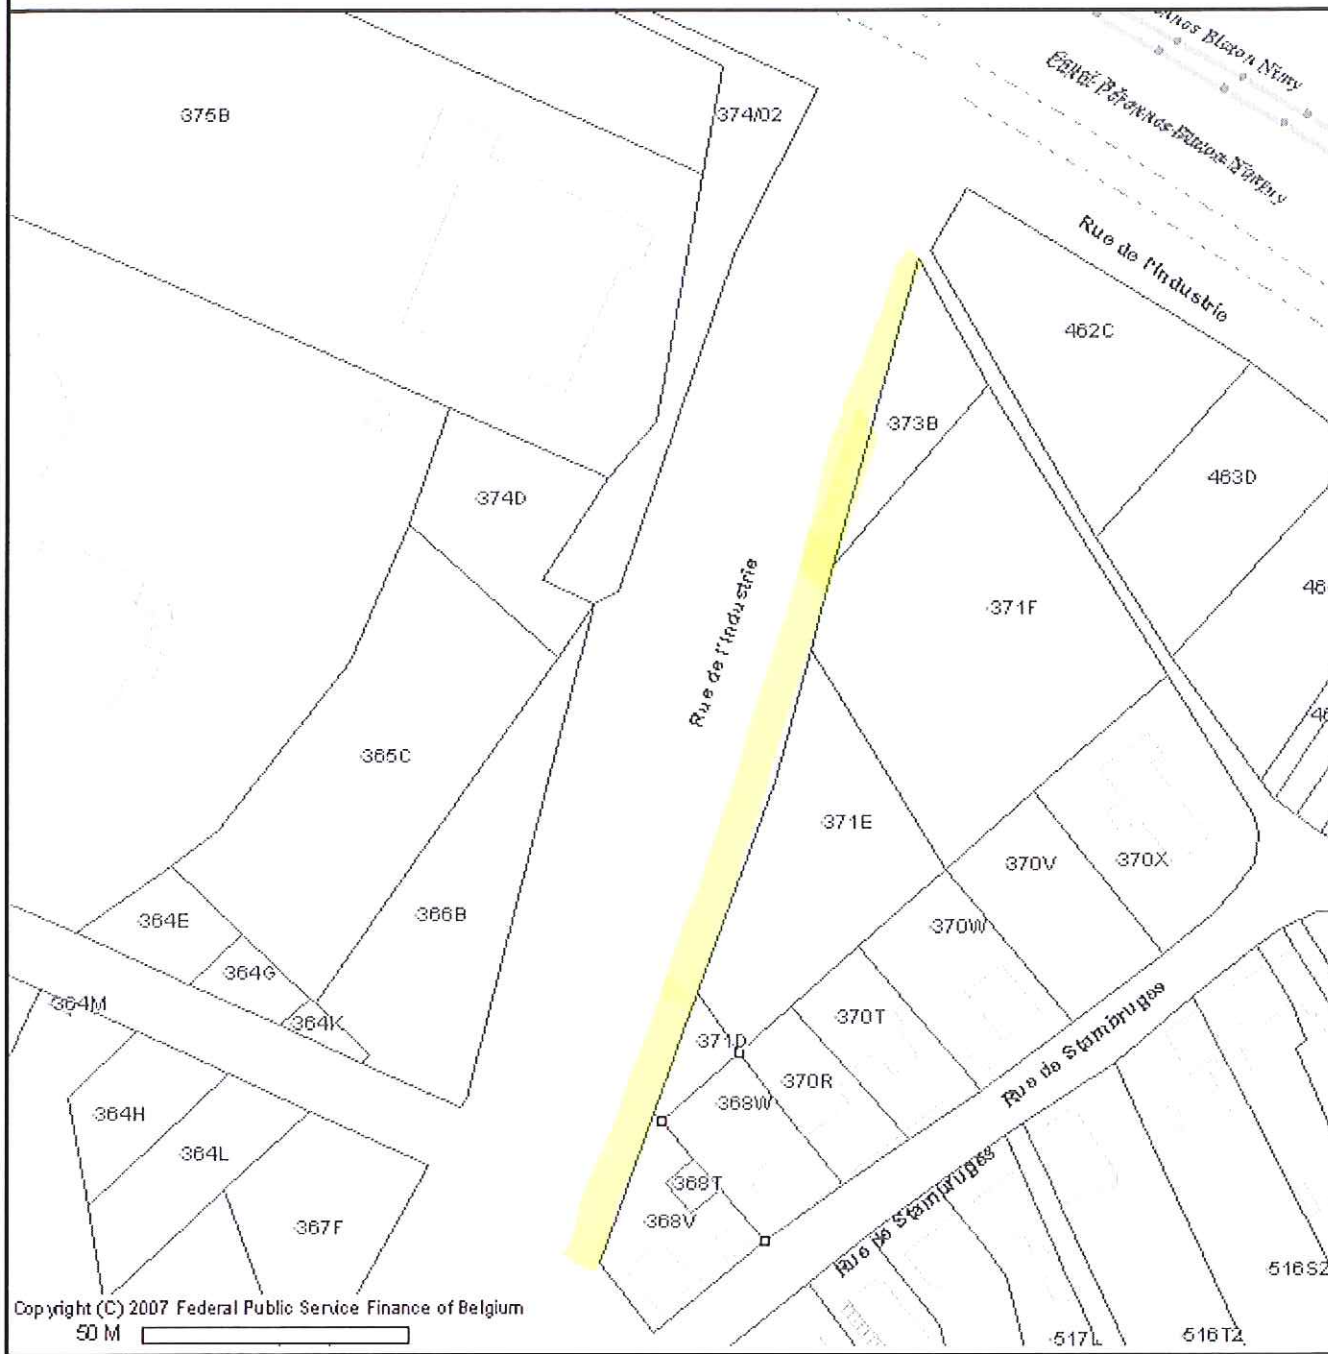 375B
374/02
Rue de l'Industrie
462C
373B
463D
374D
Rue de l'Industrie
371F
46
46
365C
371E
370V
370X
366B
364E
370W
364G
364M
364K
370T
371D
370R
368W
Rue de Stambruges
364H
364L
368T
368V
367F
Rue de Stambruges
516S2
Copyright (C) 2007 Federal Public Service Finance of Belgium
50 M
517L
516T2